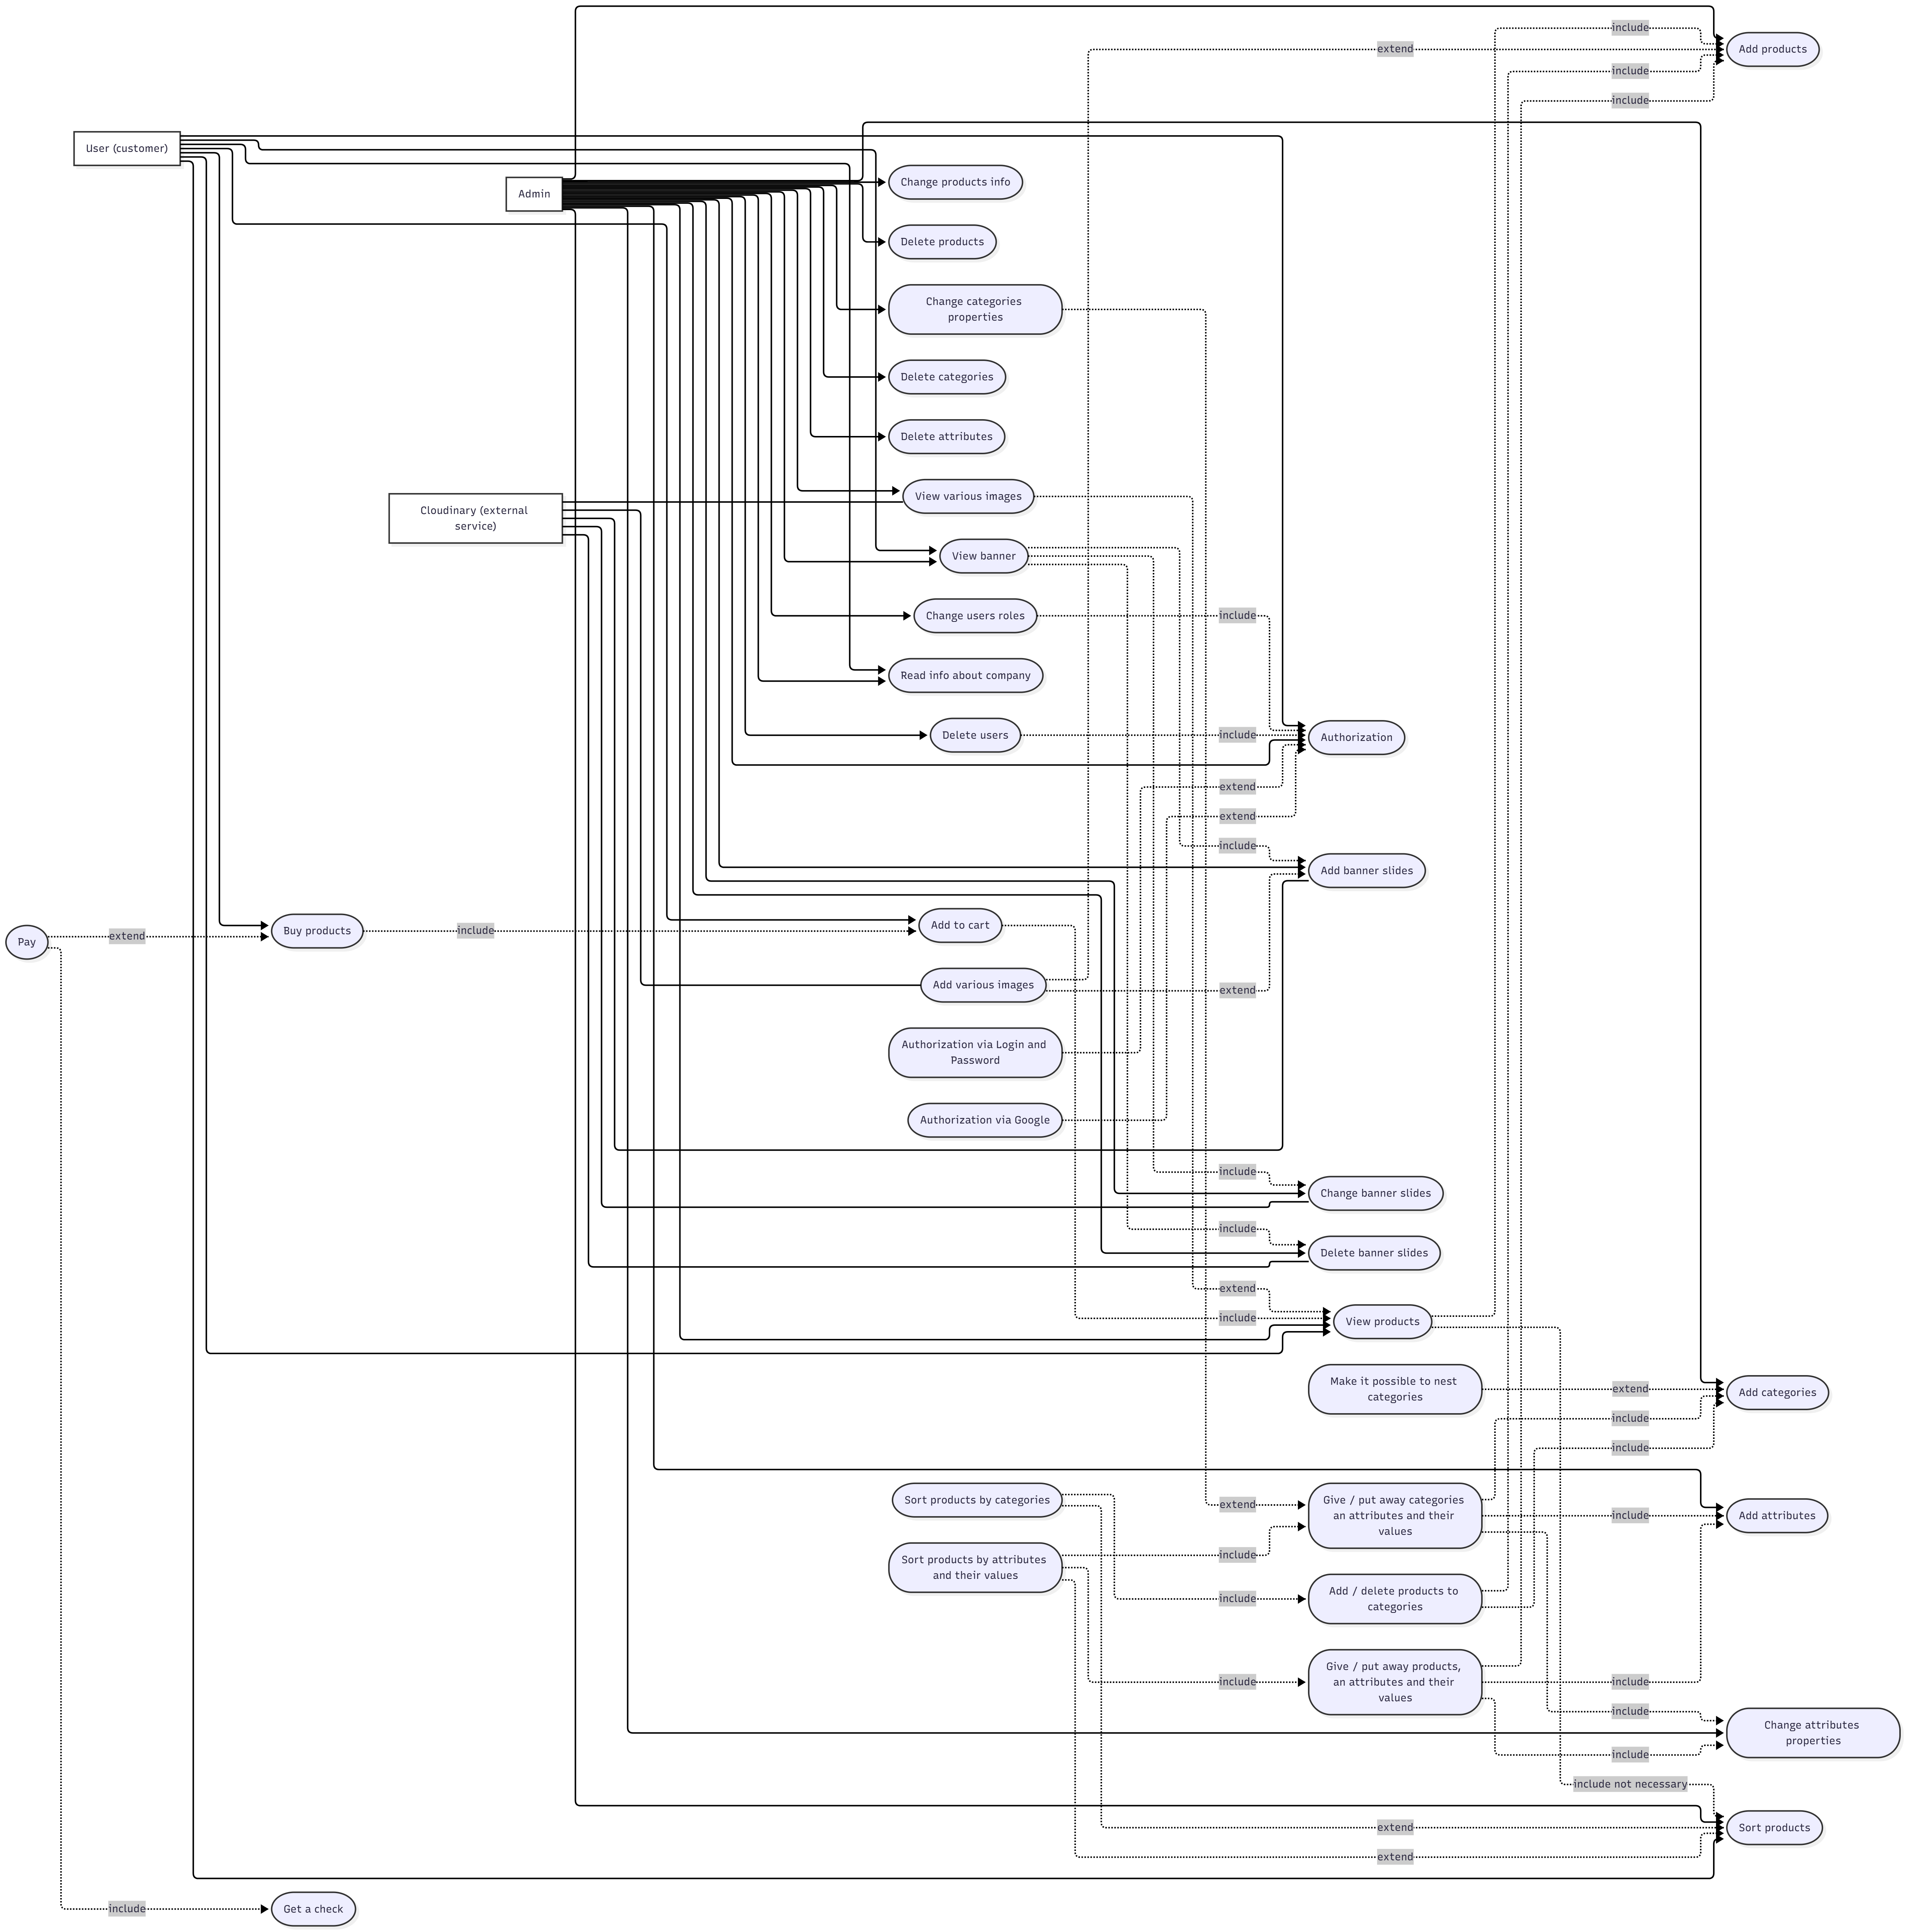 include
Add products
extend
include
include
User (customer)
Change products info
Admin
Delete products
Change categories
properties
Delete categories
Delete attributes
View various images
Cloudinary (external
service)
View banner
Change users roles
include
Read info about company
Delete users
include
Authorization
extend
extend
include
Add banner slides
Pay
extend
Buy products
include
Add to cart
Add various images
extend
Authorization via Login and
Password
Authorization via Google
include
Change banner slides
include
Delete banner slides
extend
include
View products
Make it possible to nest
categories
extend
Add categories
include
include
Sort products by categories
extend
Give / put away categories
an attributes and their
values
include
Add attributes
include
Sort products by attributes
and their values
include
Add / delete products to
categories
include
Give / put away products,
an attributes and their
values
include
include
Change attributes
properties
include
include not necessary
extend
Sort products
extend
include
Get a check